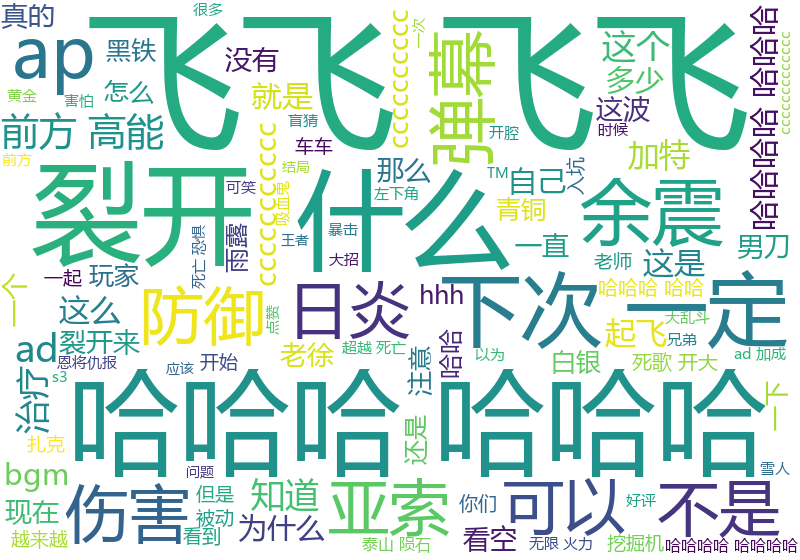 真的
很多
飞飞 飞飞
一次
cccccccccccc
哈哈哈哈 哈哈哈
cccccccccccccc
ap
黑铁
没有
弹幕
这个
多少
黄金
害怕
怎么
就是
盲猜
这波
时候
前方 高能
前方
车车
开腔
cccccccccccccc
结局
那么
TM
自己
入坑
加特
裂开
可笑
吸血鬼
什么
左下角
青铜
余震
死亡 恐惧
雨露
王者
暴击
大招
一直
老师
这是
男刀
一个
一起
玩家
这么
防御
点赞
日炎
hhh
下次 一定
哈哈哈 哈哈
起飞
大乱斗
兄弟
ad
裂开来
恩将仇报
s3
应该
开始
老徐
超越 死亡
哈哈
注意
以为
白银
死歌 开大
ad 加成
治疗
哈哈哈 哈哈哈
一下
还是
扎克
bgm
问题
雪人
现在
伤害
但是
被动
知道
亚索
你们
可以
好评
不是
越来越
看到
为什么
泰山 陨石
看空
无限 火力
挖掘机
哈哈哈哈 哈哈哈哈